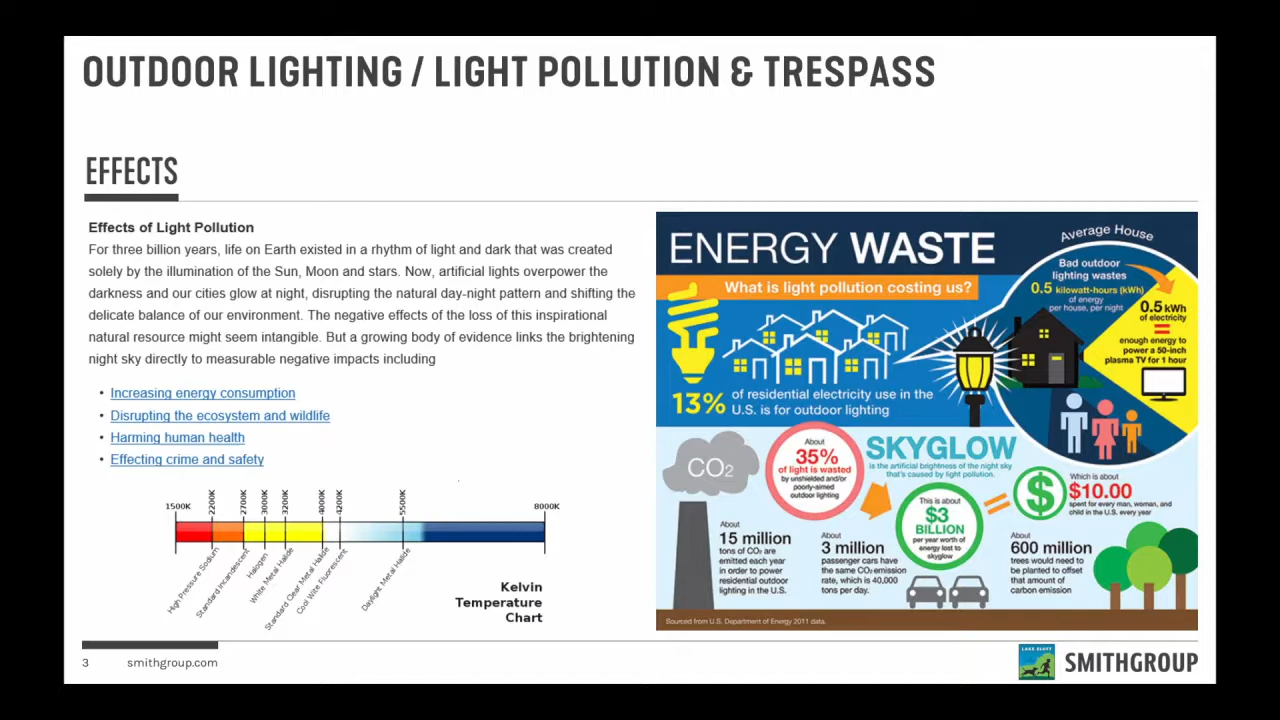 OUTDOOR LIGHTING / LIGHT POLLUTION & TRESPASS
EFFECTS
Effects of Light Pollution
For three billion years, life on Earth existed in a rhythm of light and dark that was created
solely by the illumination of the Sun, Moon and stars. Now, artificial lights overpower the
darkness and our cities glow at night, disrupting the natural day-night pattern and shifting the
delicate balance of our environment. The negative effects of the loss of this inspirational
natural resource might seem intangible. But a growing body of evidence links the brightening
night sky directly to measurable negative impacts including
• Increasing energy consumption
• Disrupting the ecosystem and wildlife
• Harming human health
• Effecting crime and safety
1500K
2200K
2700K
3000K
3200K
4000K
4200K
5500K
8000K
High Pressure Sodium
Standard Incandescent
Halogen
White Metal Halide
Standard Clear Metal Halide
Cool Wite Fluorescent
Daylight Metal Halide
Kelvin
Temperature
Chart
ENERGY WASTE
What is light pollution costing us?
13%
of residential electricity use in the
U.S. is for outdoor lighting
Average House
Bad outdoor
lighting wastes
0.5 kilowatt-hours (kWh)
of energy
per house, per night
0.5 kWh
of electricity
=
enough energy to
power a 50-inch
plasma TV for 1 hour
CO2
About
35%
of light is wasted
by unshielded and/or
poorly-aimed
outdoor lighting
SKYGLOW
is the artificial brightness of the night sky
that's caused by light pollution.
This is about
$3
BILLION
per year worth of
energy lost to
skyglow
=
$
Which is about
$10.00
spent for every man, woman, and
child in the U.S. every year
About
15 million
tons of CO2 are
emitted each year
in order to power
residential outdoor
lighting in the U.S.
About
3 million
passenger cars have
the same CO2 emission
rate, which is 40,000
tons per day.
About
600 million
trees would need to
be planted to offset
that amount of
carbon emission
Sourced from U.S. Department of Energy 2011 data.
3
smithgroup.com
LAKE BLUFF
SMITHGROUP